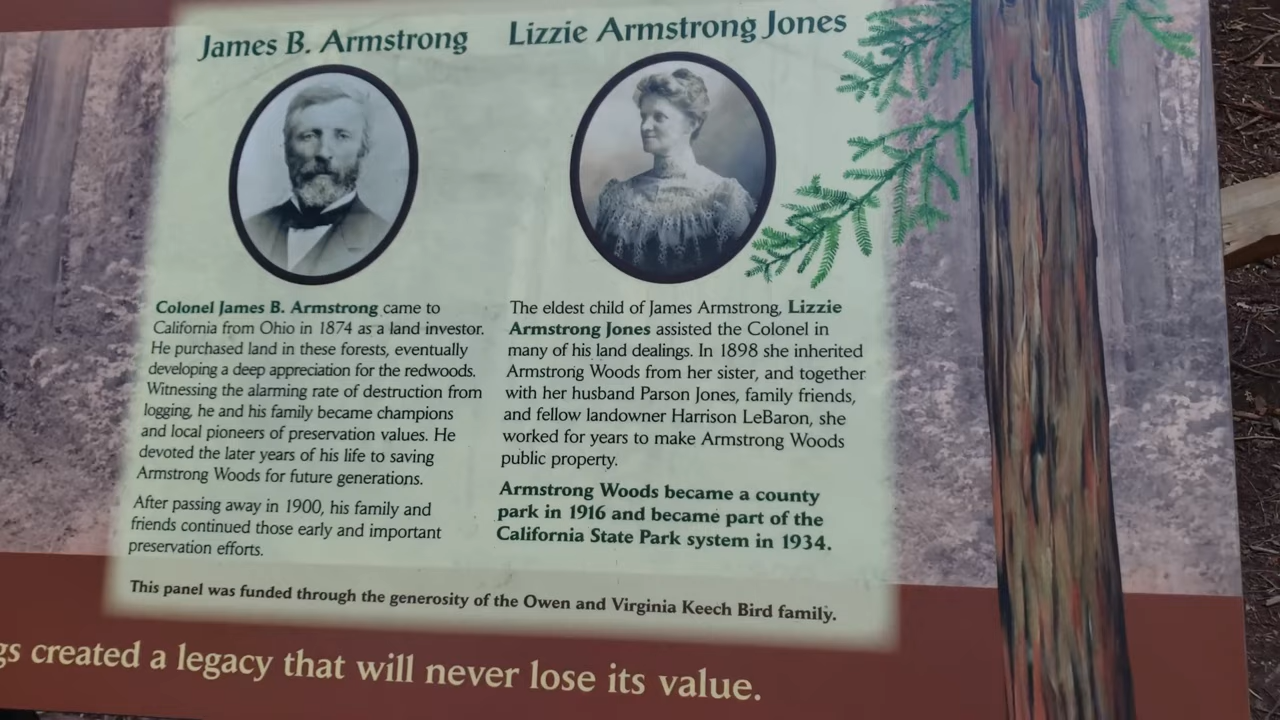 James B. Armstrong
Colonel James B. Armstrong came to
California from Ohio in 1874 as a land investor.
He purchased land in these forests, eventually
developing a deep appreciation for the redwoods.
Witnessing the alarming rate of destruction from
logging, he and his family became champions
and local pioneers of preservation values. He
devoted the later years of his life to saving
Armstrong Woods for future generations.
After passing away in 1900, his family and
friends continued those early and important
preservation efforts.
Lizzie Armstrong Jones
The eldest child of James Armstrong, Lizzie
Armstrong Jones assisted the Colonel in
many of his land dealings. In 1898 she inherited
Armstrong Woods from her sister, and together
with her husband Parson Jones, family friends,
and fellow landowner Harrison LeBaron, she
worked for years to make Armstrong Woods
public property.
Armstrong Woods became a county
park in 1916 and became part of the
California State Park system in 1934.
This panel was funded through the generosity of the Owen and Virginia Keech Bird family.
created a legacy that will never lose its value.